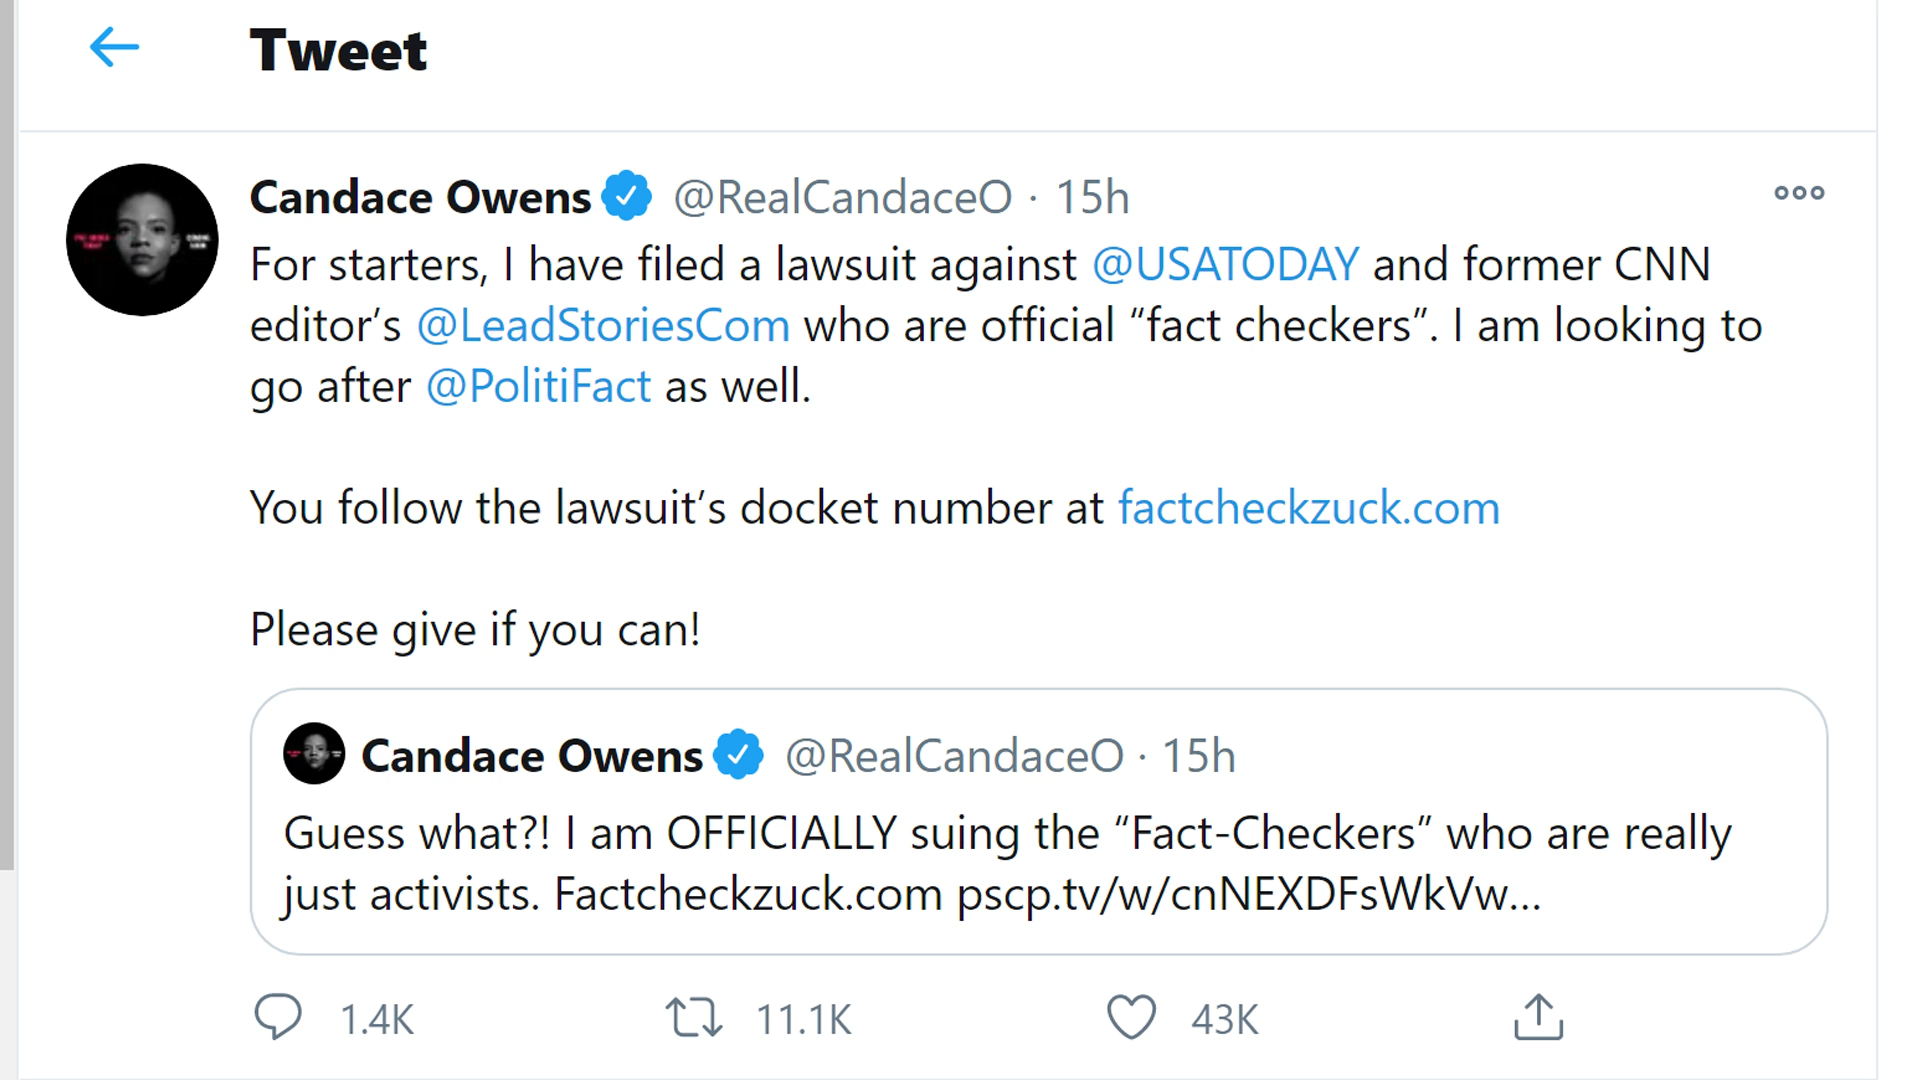 Tweet
Candace Owens @RealCandaceO · 15h
For starters, I have filed a lawsuit against @USATODAY and former CNN
editor’s @LeadStoriesCom who are official “fact checkers”. I am looking to
go after @PolitiFact as well.
You follow the lawsuit’s docket number at factcheckzuck.com
Please give if you can!
Candace Owens @RealCandaceO · 15h
Guess what?! I am OFFICIALLY suing the “Fact-Checkers” who are really
just activists. Factcheckzuck.com pscp.tv/w/cnNEXDFsWkVw...
1.4K 11.1K 43K